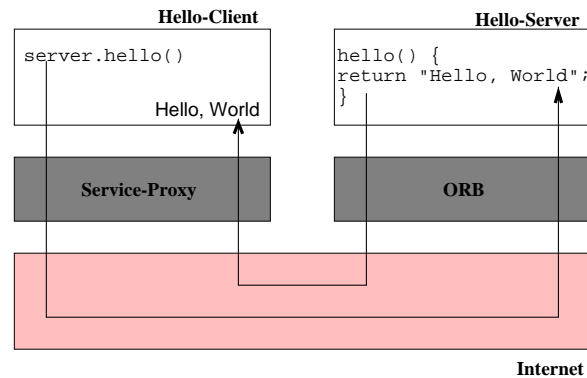 Hello-Client
Hello-Server
server.hello()
Hello, World
hello() {
return "Hello, World";
}
Service-Proxy
ORB
Internet